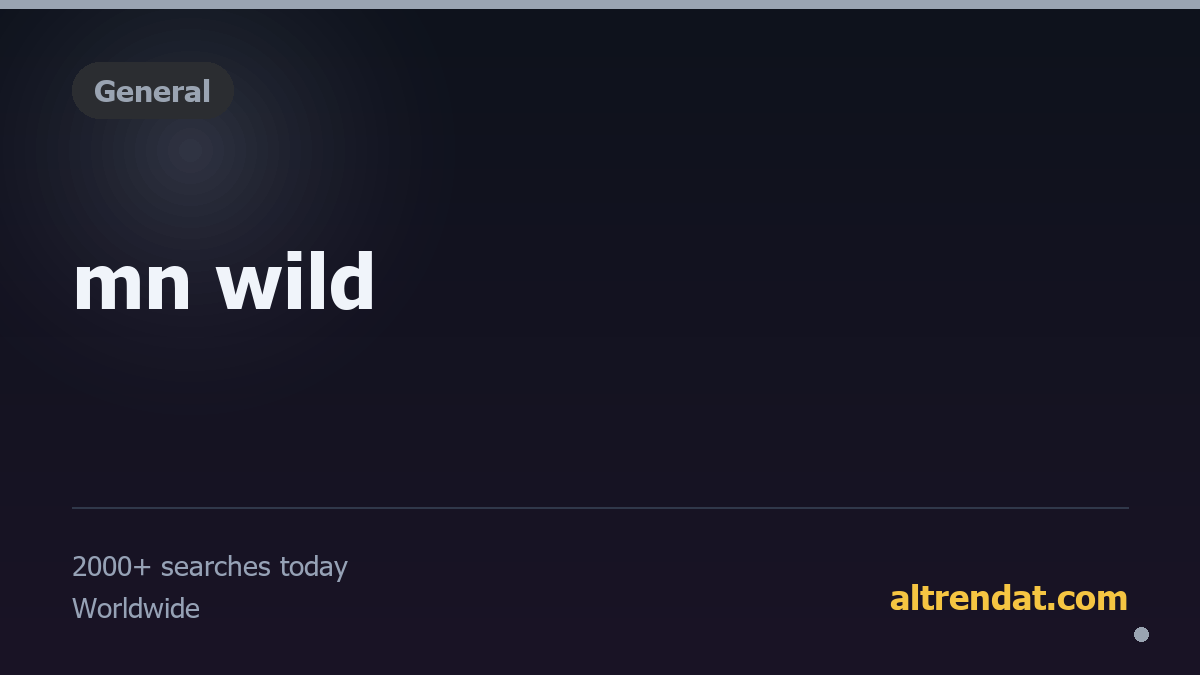 General
mn wild
2000+ searches today
Worldwide
altrendat.com